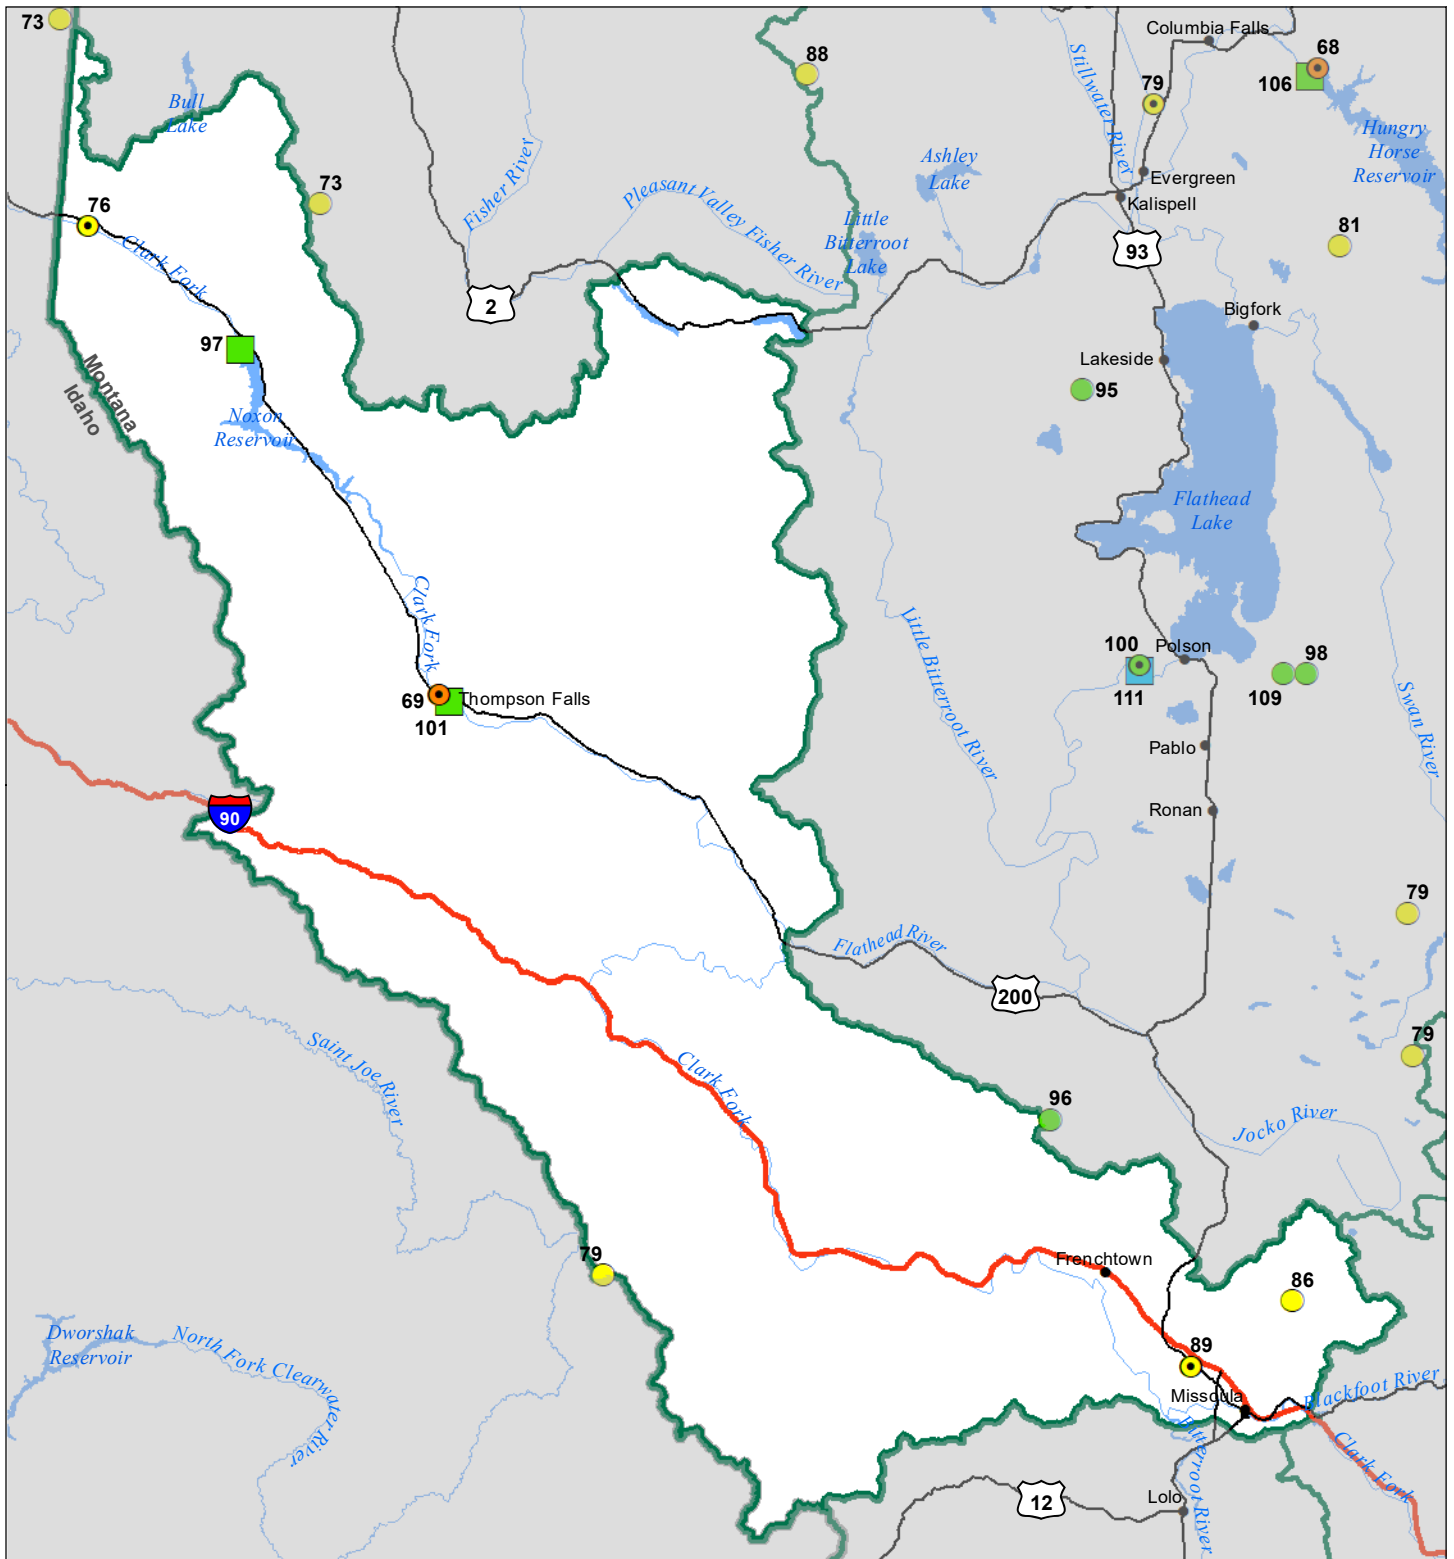 73
88
Columbia Falls
68
106
79
Stillwater River
Bull
Lake
Hungry
Horse
Reservoir
Ashley
Lake
Evergreen
Kalispell
Fisher River
Pleasant Valley Fisher River
73
76
Clark Fork
Little
Bitterroot
Lake
93
81
2
Bigfork
97
Lakeside
95
Montana
Idaho
Noxon
Reservoir
Flathead
Lake
Clark Fork
Little Bitterroot River
100
Polson
98
111
109
69
Thompson Falls
101
Swan River
Pablo
90
Ronan
79
Flathead River
200
Saint Joe River
Clark Fork
79
96
Jocko River
79
Frenchtown
86
Dworshak
Reservoir
North Fork Clearwater River
89
Missoula
Blackfoot River
Bitterroot River
Clark Fork
12
Lolo